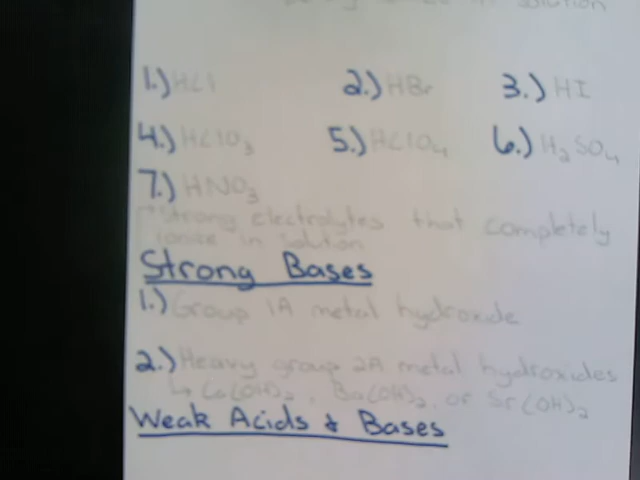 solution
1.) HCl 2.) HBr 3.) HI
4.) HClO3 5.) HClO4 6.) H2SO4
7.) HNO3
Strong electrolytes that completely
ionize in solution
Strong Bases
1.) Group 1A metal hydroxide
2.) Heavy group 2A metal hydroxides
↳ Ca(OH)2, Ba(OH)2, or Sr(OH)2
Weak Acids & Bases